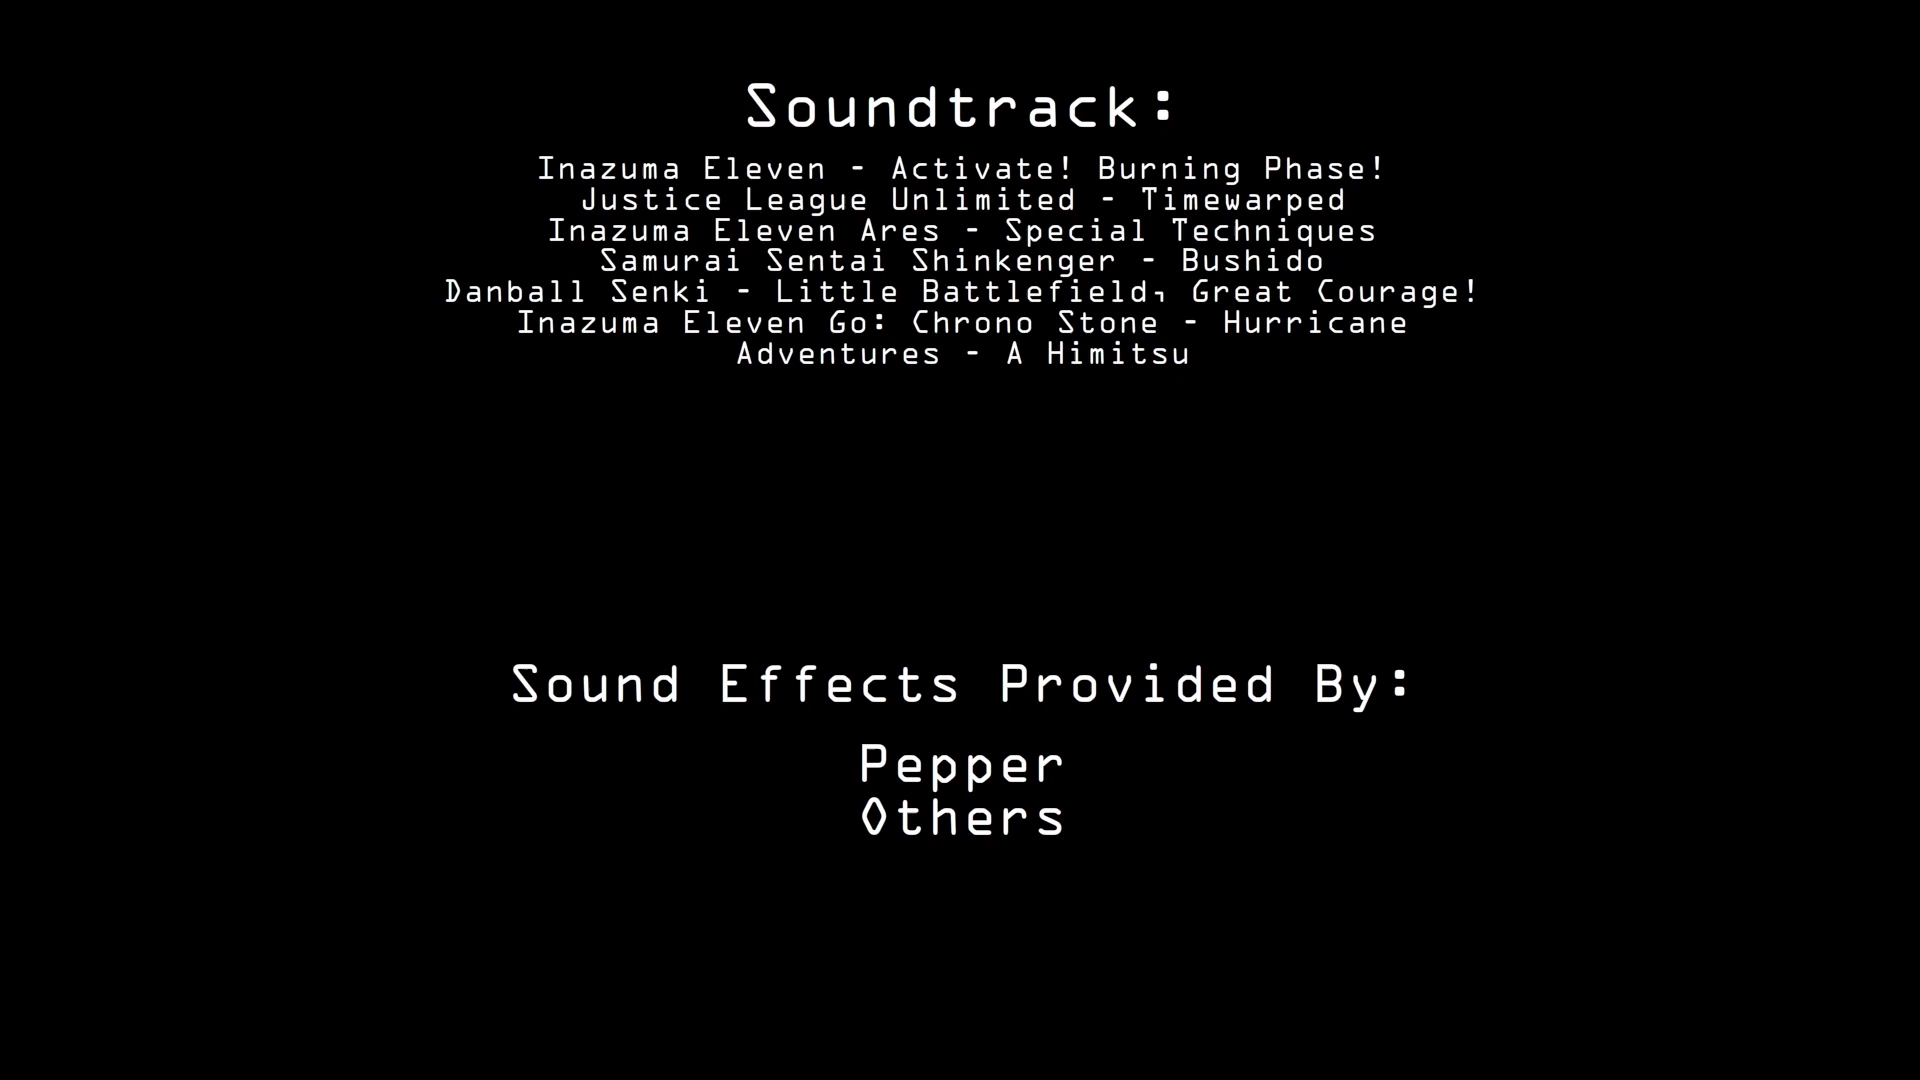 Soundtrack:
Inazuma Eleven - Activate! Burning Phase!
Justice League Unlimited - Timewarped
Inazuma Eleven Ares - Special Techniques
Samurai Sentai Shinkenger - Bushido
Danball Senki - Little Battlefield, Great Courage!
Inazuma Eleven Go: Chrono Stone - Hurricane
Adventures - A Himitsu
Sound Effects Provided By:
Pepper
Others